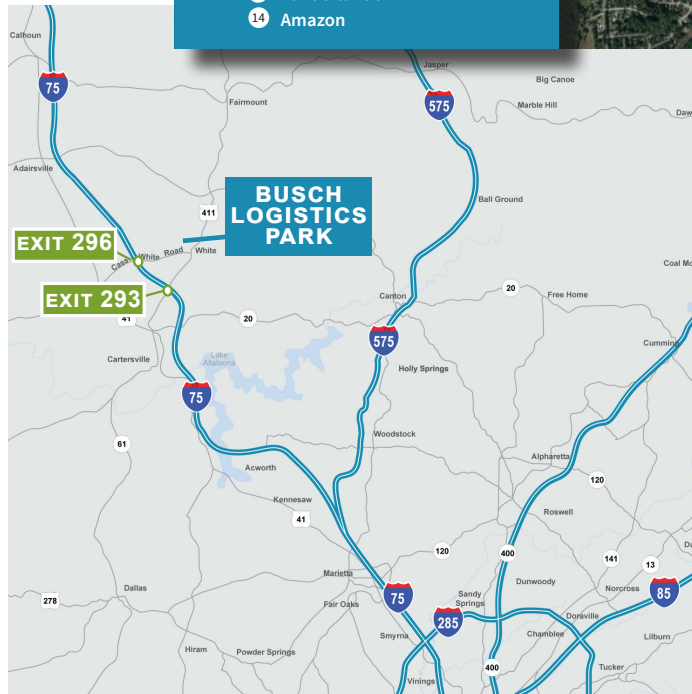 14 Amazon
Calhoun
75
Jasper
575
Big Canoe
Fairmount
Marble Hill
Adairsville
BUSCH
LOGISTICS
PARK
411
Ball Ground
EXIT 296
Cass White Road
White
EXIT 293
Canton
20
Free Home
41
20
575
Cumming
Cartersville
Lake
Allatoona
Holly Springs
75
61
Woodstock
Acworth
Alpharetta
120
Kennesaw
41
Roswell
120
400
141
13
Marietta
Dallas
278
75
Fair Oaks
Sandy
Springs
Dunwoody
Norcross
85
285
Doraville
Smyrna
Chamblee
Lilburn
Hiram
Powder Springs
400
Tucker
Vinings